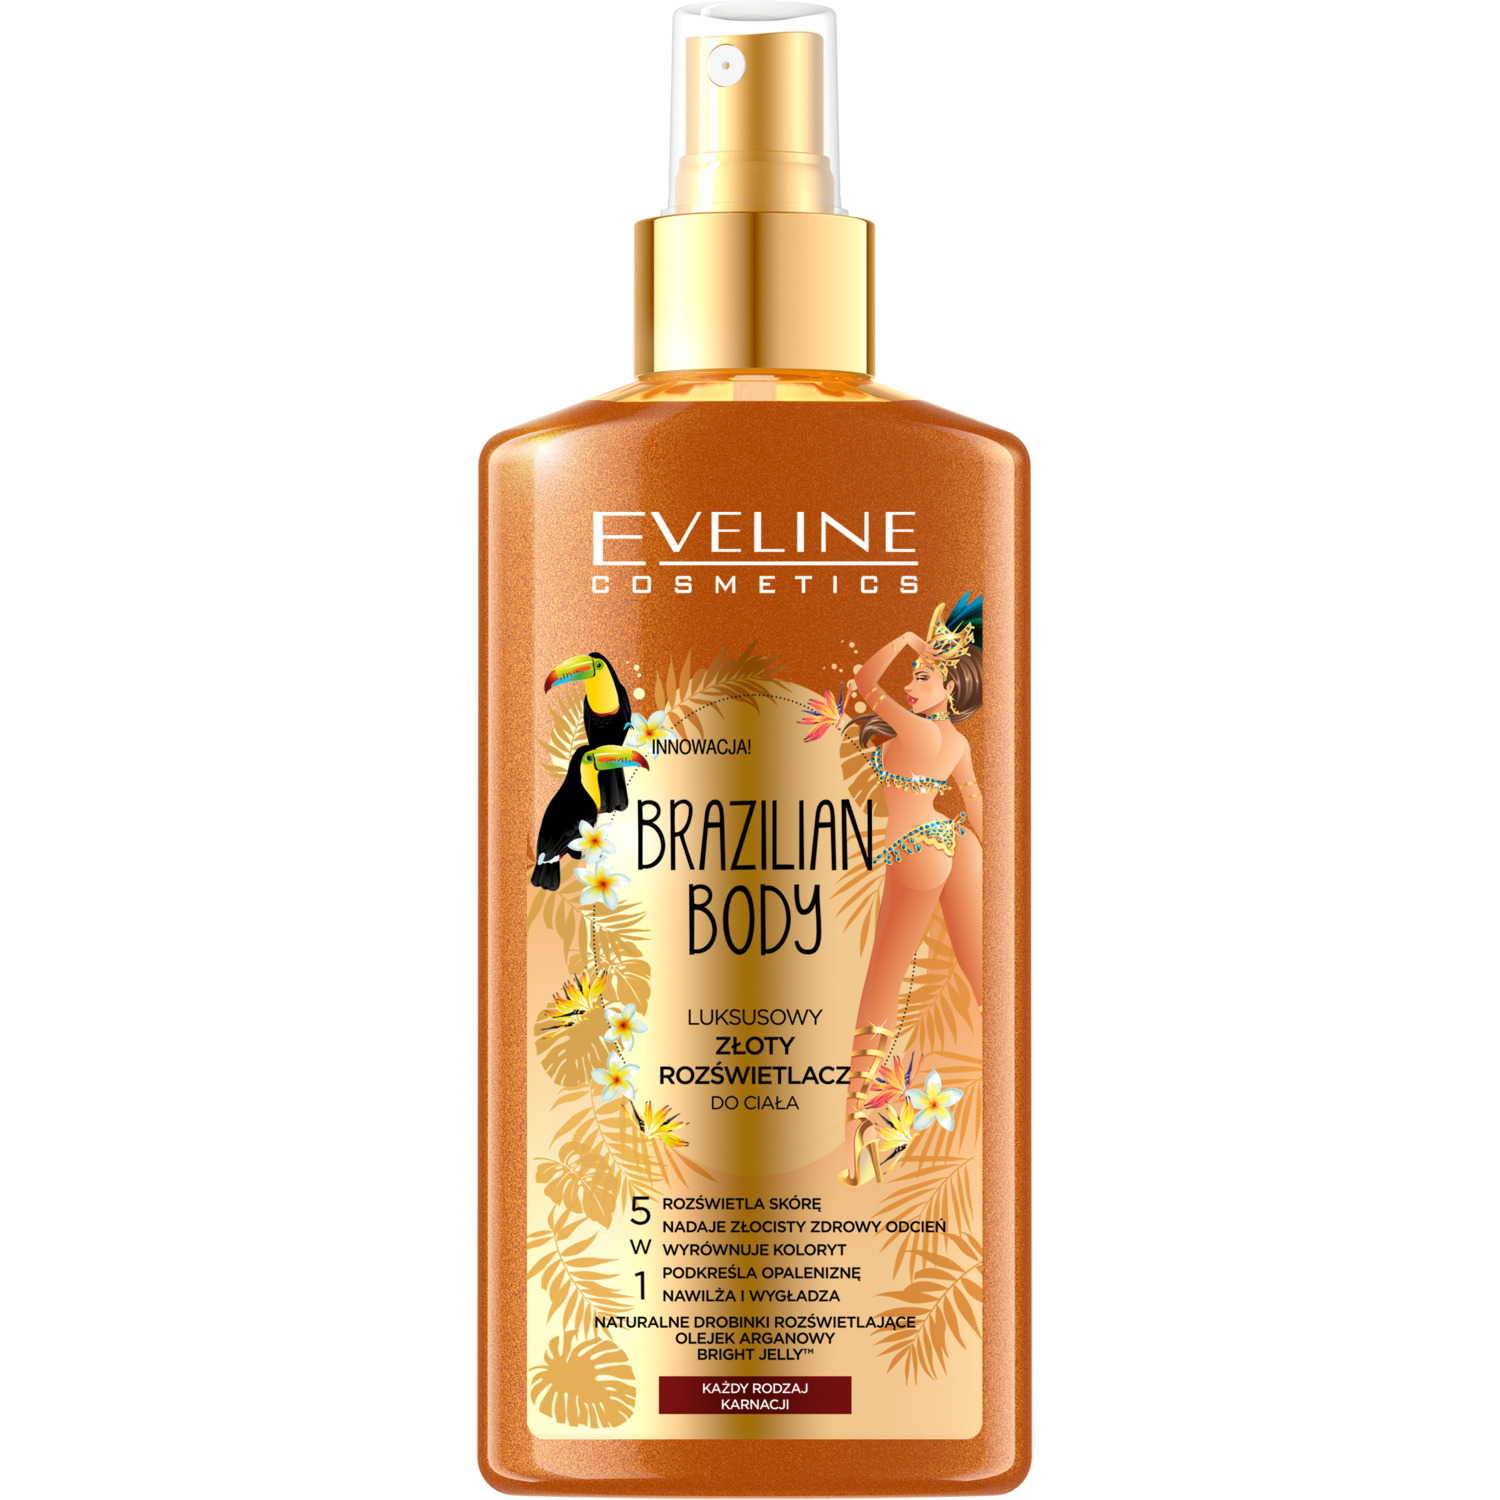 EVELINE
COSMETICS
INNOWACJA!
BRAZILIAN
BODY
LUKSUSOWY
ZŁOTY
ROZŚWIETLACZ
DO CIAŁA
5 W 1
ROZŚWIETLA SKÓRĘ
NADAJE ZŁOCISTY ZDROWY ODCIEŃ
WYRÓWNUJE KOLORYT
PODKREŚLA OPALENIZNĘ
NAWILŻA I WYGŁADZA
NATURALNE DROBINKI ROZŚWIETLAJĄCE
OLEJEK ARGANOWY
BRIGHT JELLY™
KAŻDY RODZAJ
KARNACJI